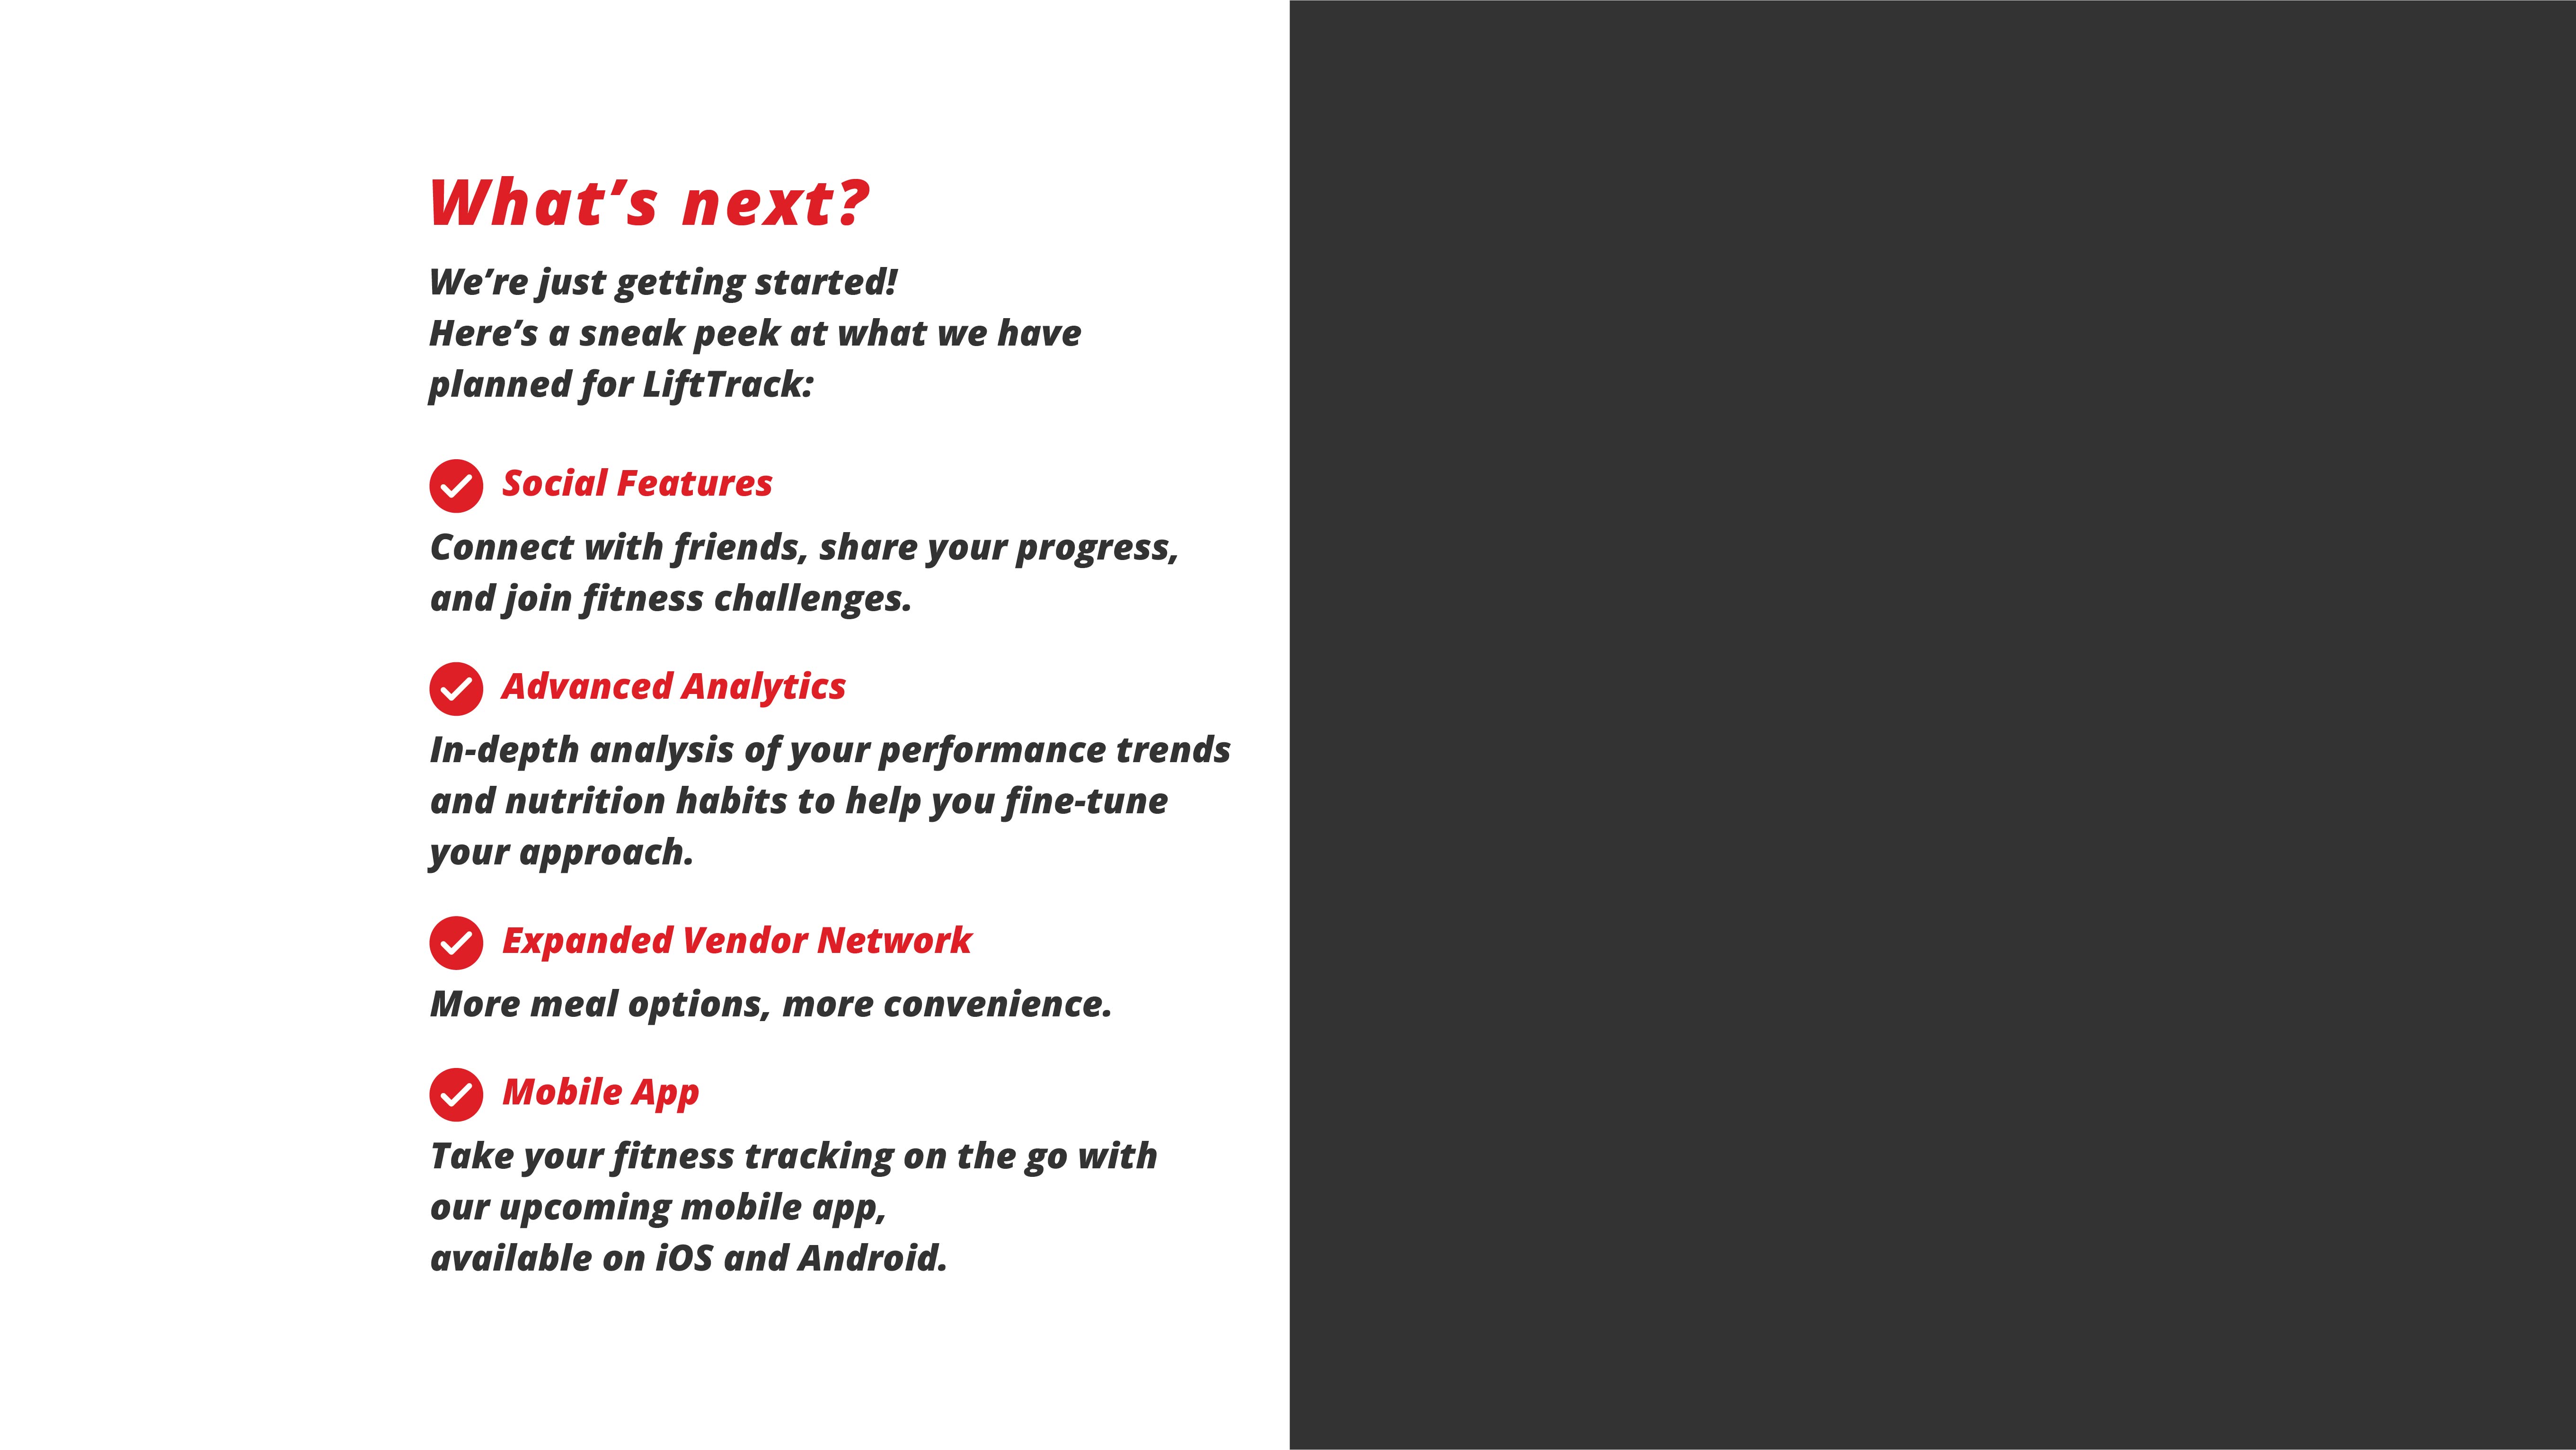 What’s next?
We’re just getting started!
Here’s a sneak peek at what we have
planned for LiftTrack:
Social Features
Connect with friends, share your progress,
and join fitness challenges.
Advanced Analytics
In-depth analysis of your performance trends
and nutrition habits to help you fine-tune
your approach.
Expanded Vendor Network
More meal options, more convenience.
Mobile App
Take your fitness tracking on the go with
our upcoming mobile app,
available on iOS and Android.